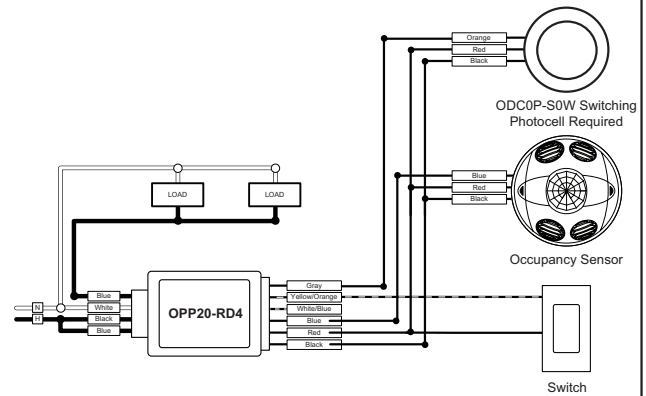 Orange
Red
Black
ODC0P-S0W Switching
Photocell Required
LOAD
LOAD
Blue
Red
Black
Occupancy Sensor
Blue
White
Black
Blue
N
H
OPP20-RD4
Gray
Yellow/Orange
White/Blue
Blue
Red
Black
Switch